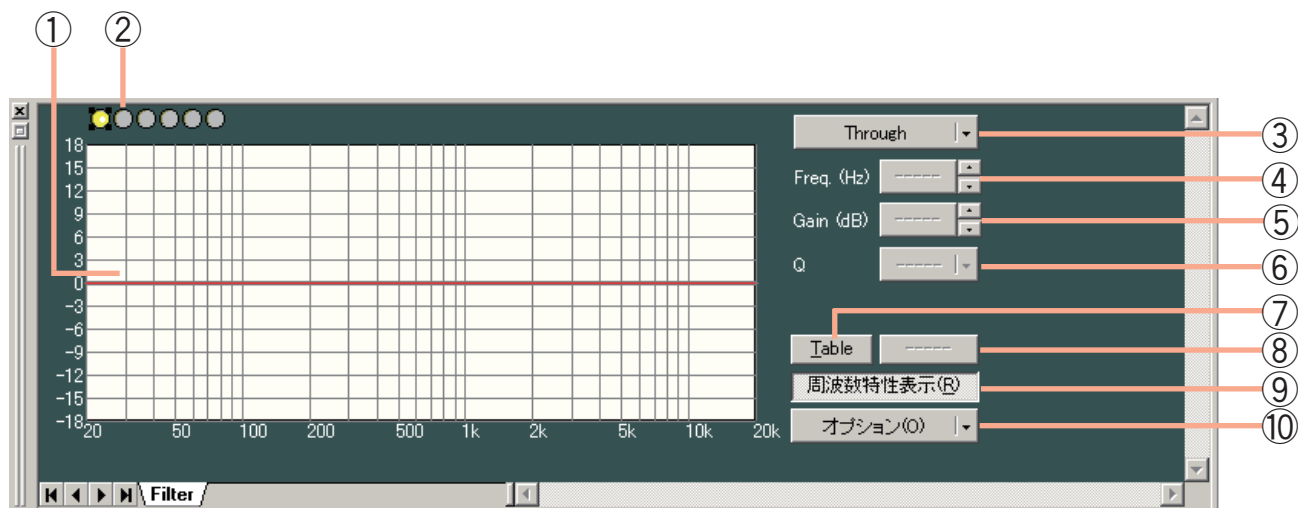 ① ②
Through ③
18
15
12
9
6
3
0
-3
-6
-9
-12
-15
-18
20 50 100 200 500 1k 2k 5k 10k 20k
Freq. (Hz) ----- ④
Gain (dB) ----- ⑤
Q ----- ⑥
⑦
Table ----- ⑧
周波数特性表示(R) ⑨
オプション(O) ⑩
Filter